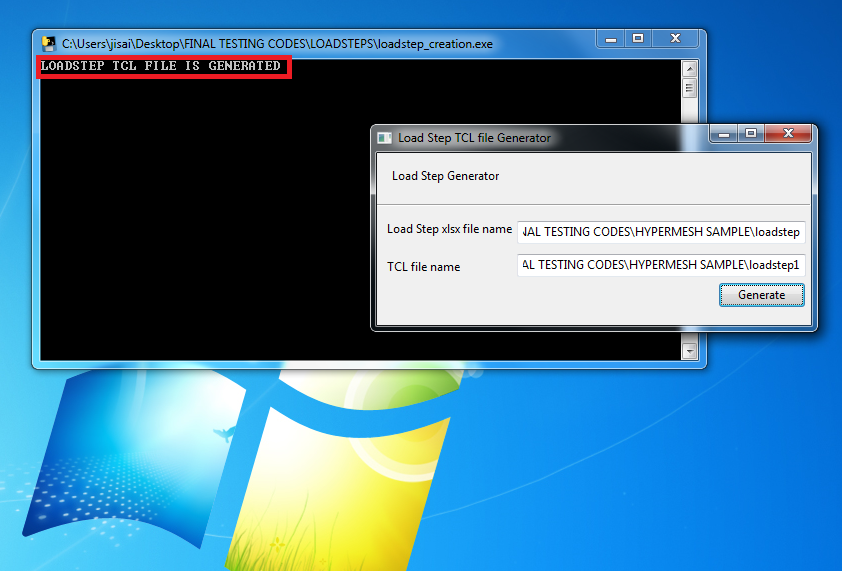 C:\Users\jisai\Desktop\FINAL TESTING CODES\LOADSTEPS\loadstep_creation.exe
LOADSTEP TCL FILE IS GENERATED
Load Step TCL file Generator
Load Step Generator
Load Step xlsx file name
NAL TESTING CODES\HYPERMESH SAMPLE\loadstep
TCL file name
AL TESTING CODES\HYPERMESH SAMPLE\loadstep1
Generate